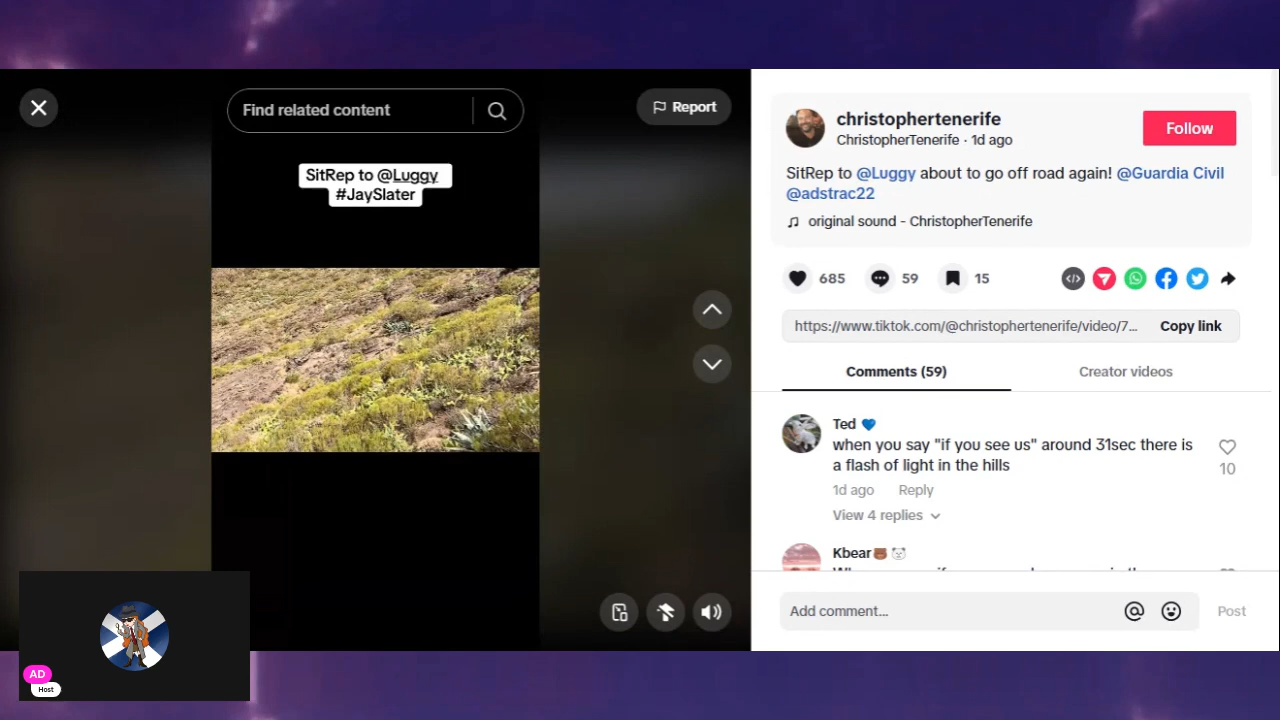 Find related content
Report
SitRep to @Luggy
#JaySlater
AD
Host
christophertenerife
ChristopherTenerife · 1d ago
Follow
SitRep to @Luggy about to go off road again! @Guardia Civil
@adstrac22
original sound - ChristopherTenerife
685
59
15
https://www.tiktok.com/@christophertenerife/video/7...
Copy link
Comments (59)
Creator videos
Ted 💙
when you say "if you see us" around 31sec there is
a flash of light in the hills
10
1d ago
Reply
View 4 replies
Kbear🐻🐻‍❄️
Add comment...
Post